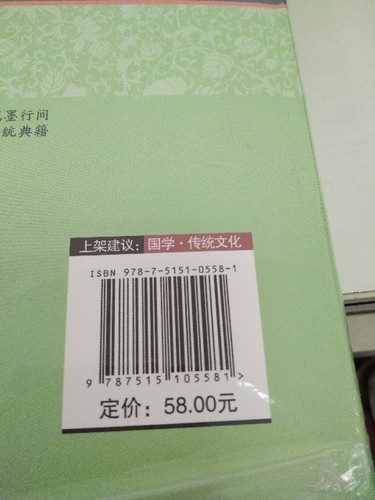 墨行间
统典籍
上架建议：国学·传统文化
ISBN 978-7-5151-0558-1
9 787515 105581 >
定价：58.00元